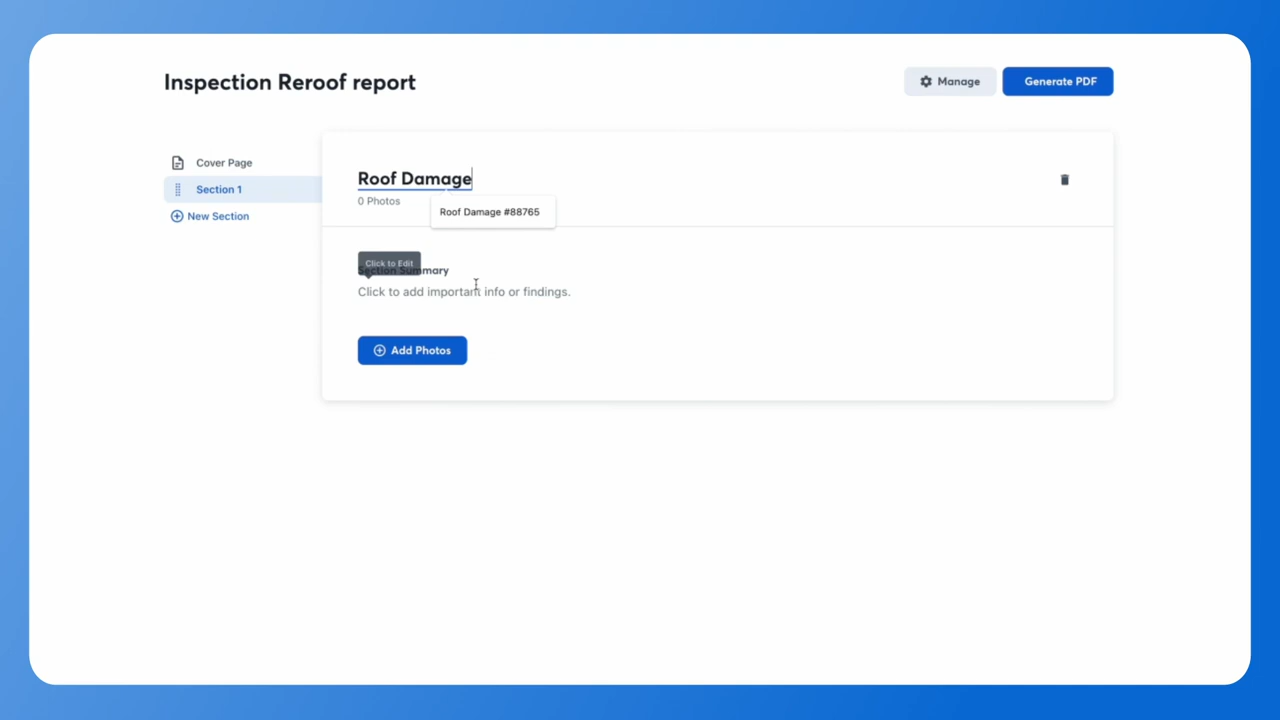 Inspection Reroof report
Manage
Generate PDF
Cover Page
Section 1
New Section
Roof Damage
0 Photos
Roof Damage #88765
Click to Edit
Section Summary
Click to add important info or findings.
Add Photos